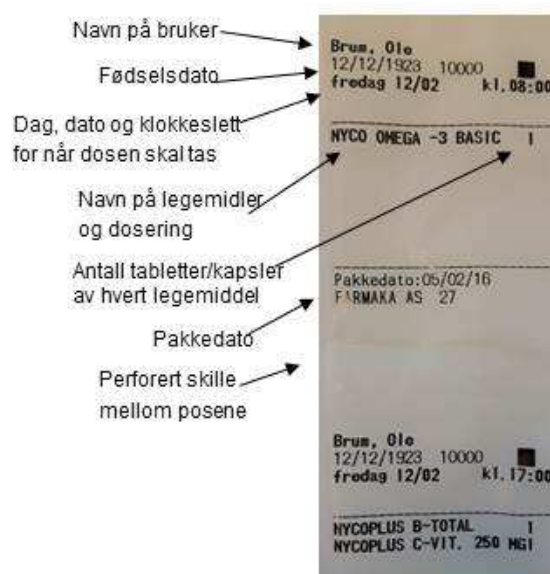 Navn på bruker
Fødselsdato
Dag, dato og klokkeslett
for når dosen skal tas
Navn på legemidler
og dosering
Antall tabletter/kapsler
av hvert legemiddel
Pakkedato
Perforert skille
mellom posene
Brum, Ole
12/12/1923 10000
fredag 12/02 kl.08:00
NYCO OMEGA -3 BASIC 1
Pakkedato:05/02/16
FARMAKA AS 27
Brum, Ole
12/12/1923 10000
fredag 12/02 kl.17:00
NYCOPLUS B-TOTAL 1
NYCOPLUS C-VIT. 250 MG1